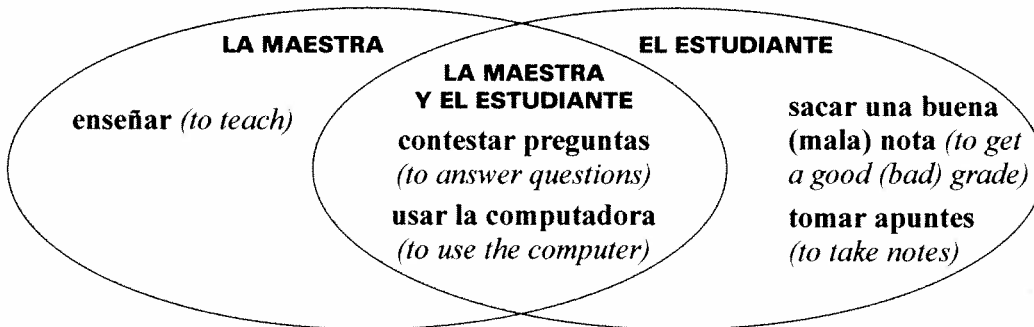 LA MAESTRA
enseñar (to teach)
LA MAESTRA
Y EL ESTUDIANTE
contestar preguntas
(to answer questions)
usar la computadora
(to use the computer)
EL ESTUDIANTE
sacar una buena
(mala) nota (to get
a good (bad) grade)
tomar apuntes
(to take notes)